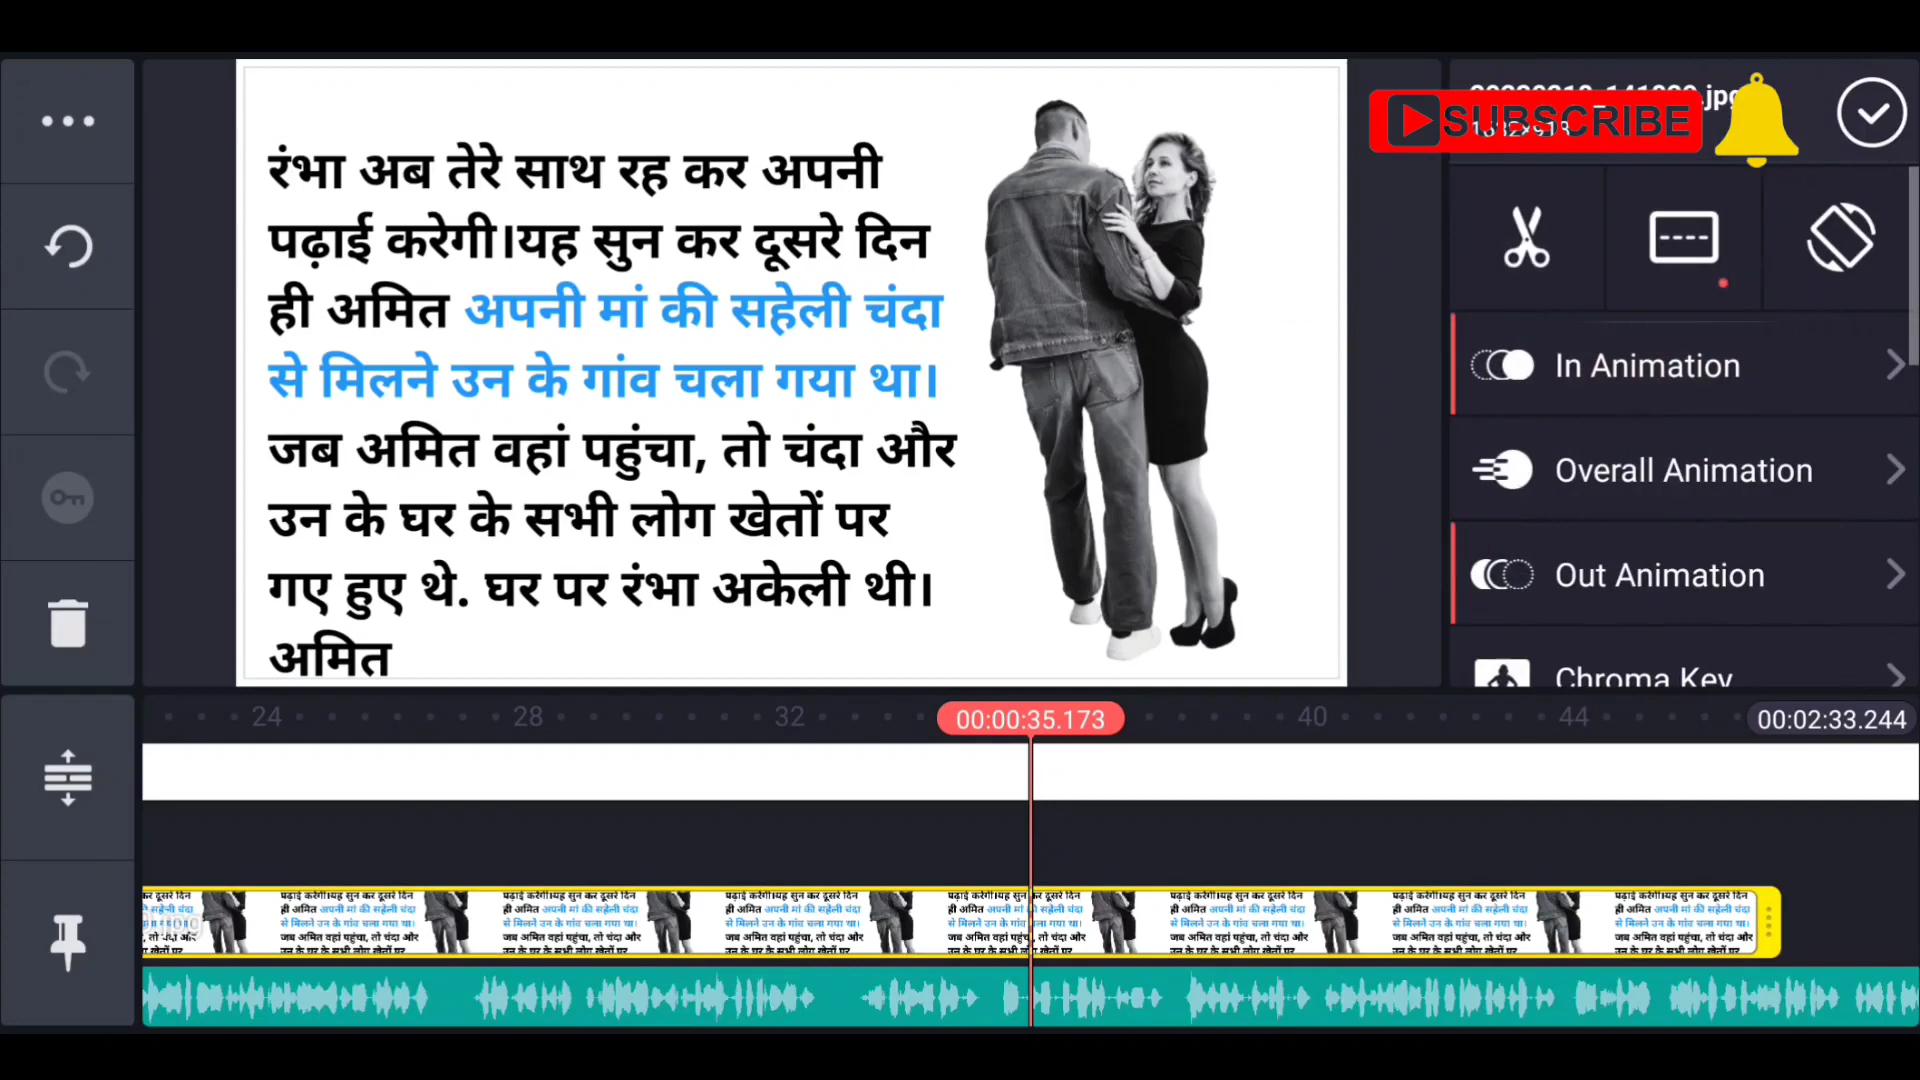 SUBSCRIBE
रंभा अब तेरे साथ रह कर अपनी
पढ़ाई करेगी।यह सुन कर दूसरे दिन
ही अमित अपनी मां की सहेली चंदा
से मिलने उन के गांव चला गया था।
जब अमित वहां पहुंचा, तो चंदा और
उन के घर के सभी लोग खेतों पर
गए हुए थे. घर पर रंभा अकेली थी।
अमित
In Animation
Overall Animation
Out Animation
Chroma Key
24
28
32
00:00:35.173
40
44
00:02:33.244